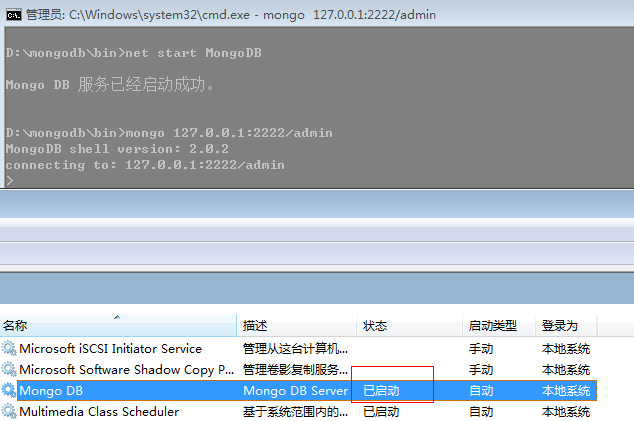 管理员: C:\Windows\system32\cmd.exe - mongo  127.0.0.1:2222/admin
D:\mongodb\bin>net start MongoDB
Mongo DB 服务已经启动成功。
D:\mongodb\bin>mongo 127.0.0.1:2222/admin
MongoDB shell version: 2.0.2
connecting to: 127.0.0.1:2222/admin
>
名称 描述 状态 启动类型 登录为
Microsoft iSCSI Initiator Service 管理从这台计算机... 手动 本地系统
Microsoft Software Shadow Copy P... 管理卷影复制服务... 手动 本地系统
Mongo DB Mongo DB Server 已启动 自动 本地系统
Multimedia Class Scheduler 基于系统范围内的... 已启动 自动 本地系统